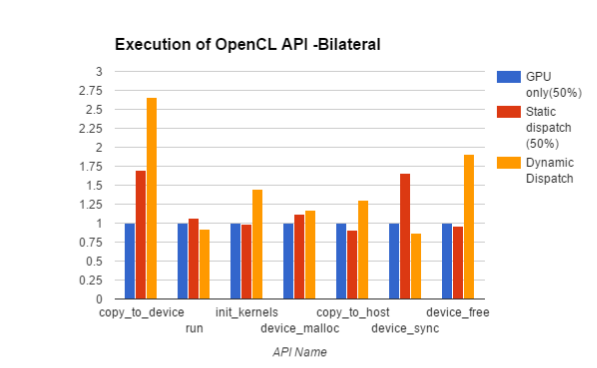 Execution of OpenCL API -Bilateral
3
2.75
2.5
2.25
2
1.75
1.5
1.25
1
0.75
0.5
0.25
0
copy_to_device
run
init_kernels
device_malloc
copy_to_host
device_sync
device_free
API Name
GPU
only(50%)
Static
dispatch
(50%)
Dynamic
Dispatch